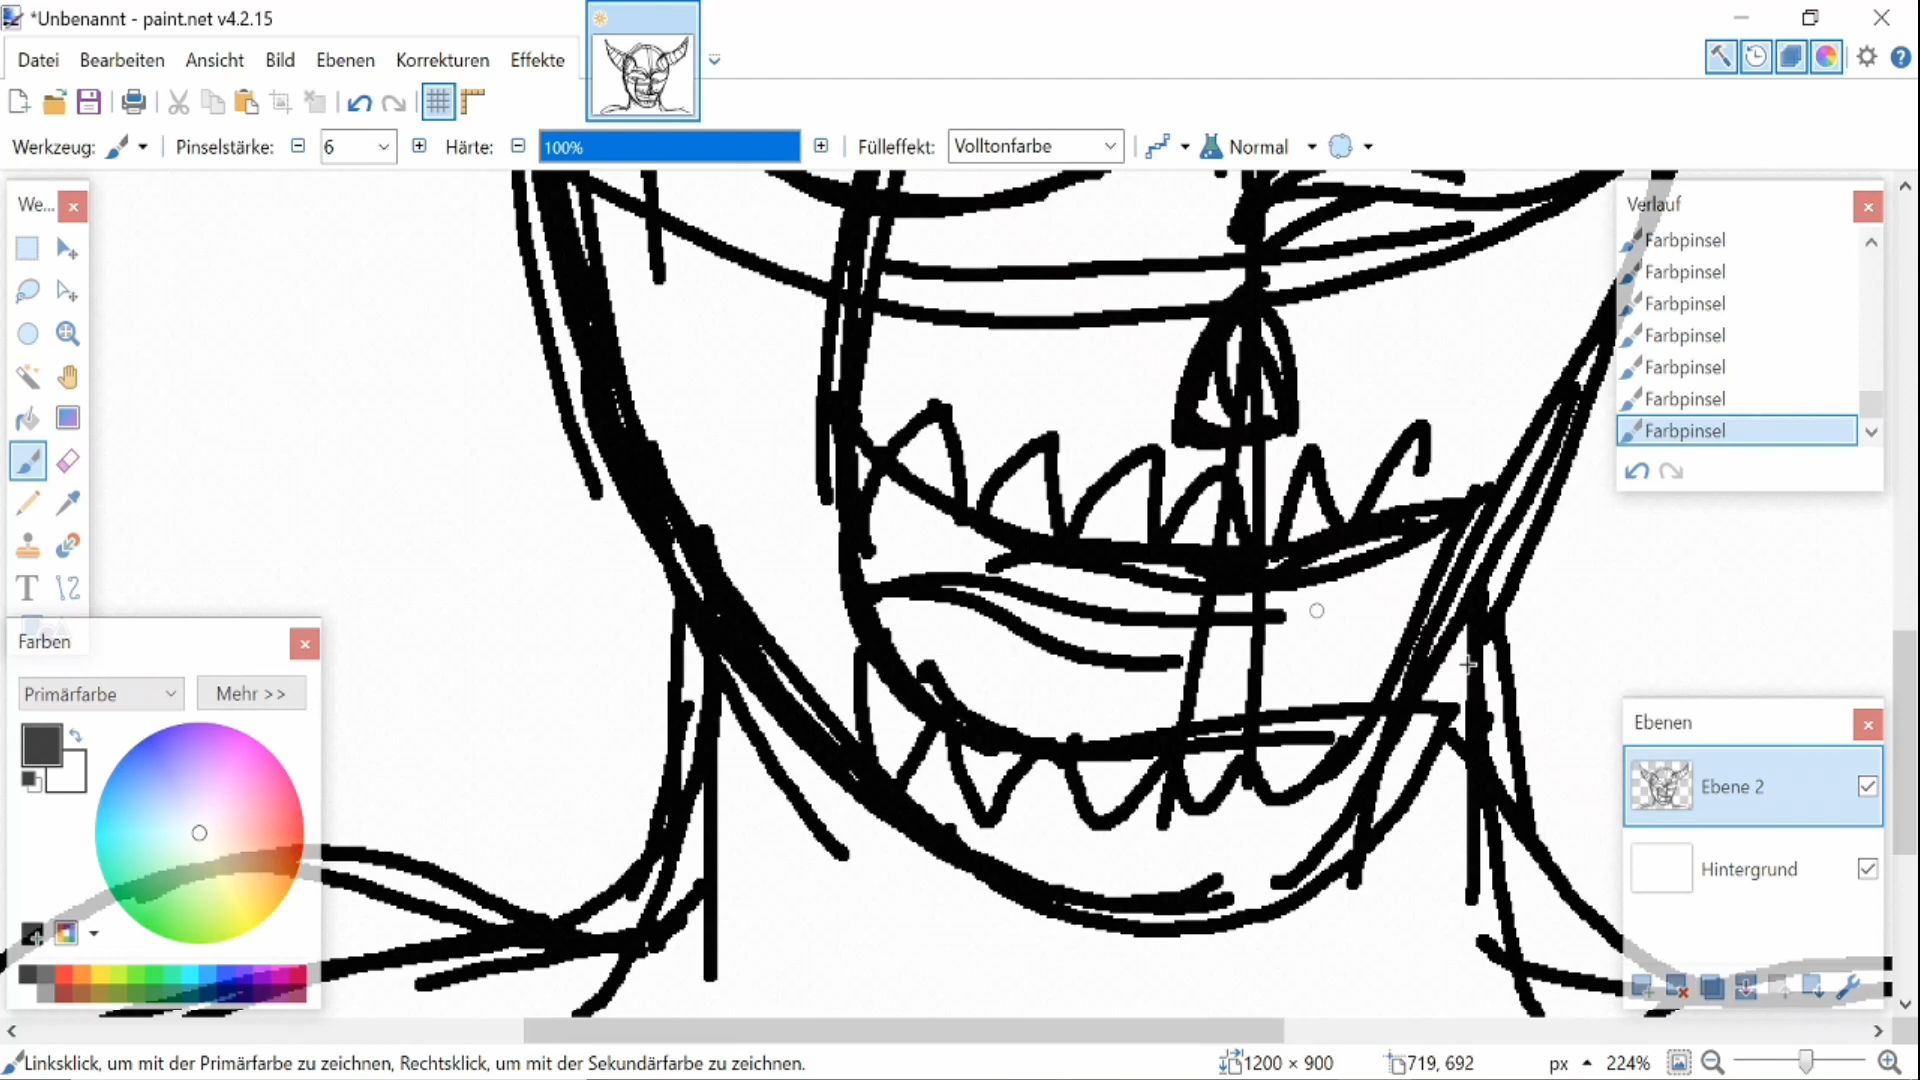 *Unbenannt - paint.net v4.2.15
Datei Bearbeiten Ansicht Bild Ebenen Korrekturen Effekte
Werkzeug: Pinselstärke: 6 Härte: 100% Fülleffekt: Volltonfarbe Normal
We...
Verlauf
Farbpinsel
Farbpinsel
Farbpinsel
Farbpinsel
Farbpinsel
Farbpinsel
Farbpinsel
Farben
Primärfarbe Mehr >>
Ebenen
Ebene 2
Hintergrund
Linksklick, um mit der Primärfarbe zu zeichnen, Rechtsklick, um mit der Sekundärfarbe zu zeichnen. 1200 × 900 719, 692 px 224%